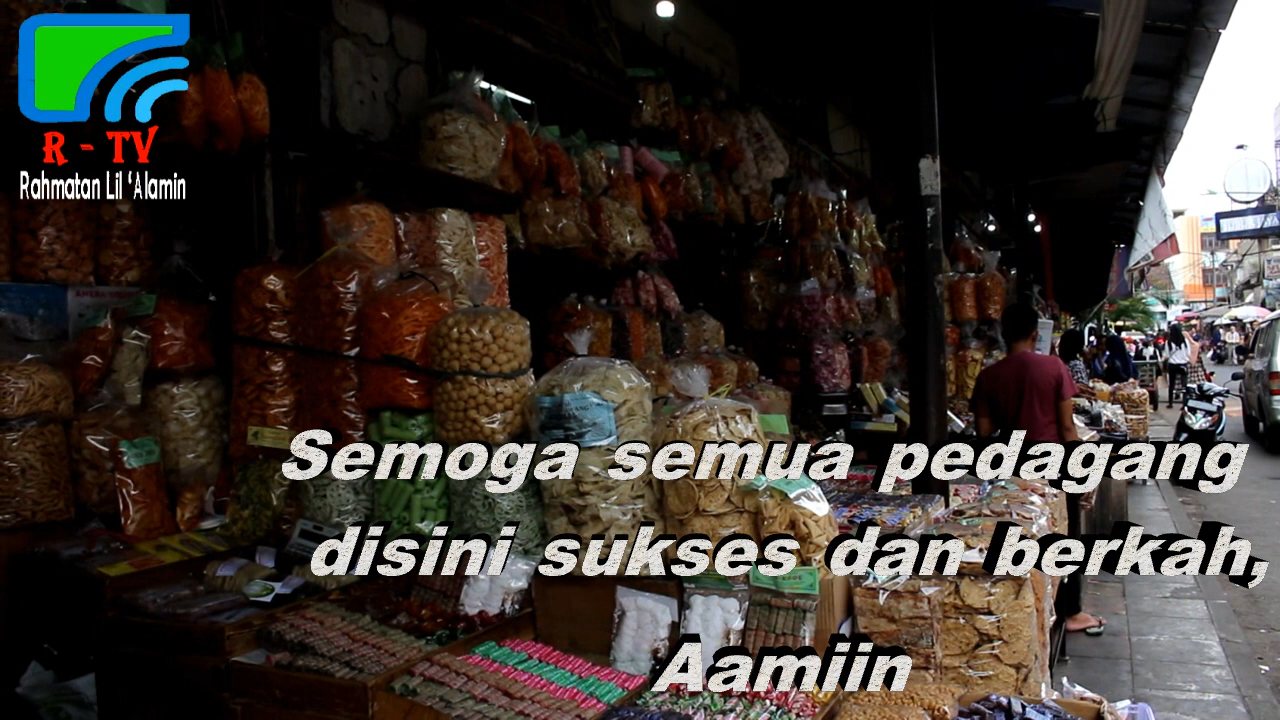 R - TV
Rahmatan Lil 'Alamin
Semoga semua pedagang
disini sukses dan berkah,
Aamiin